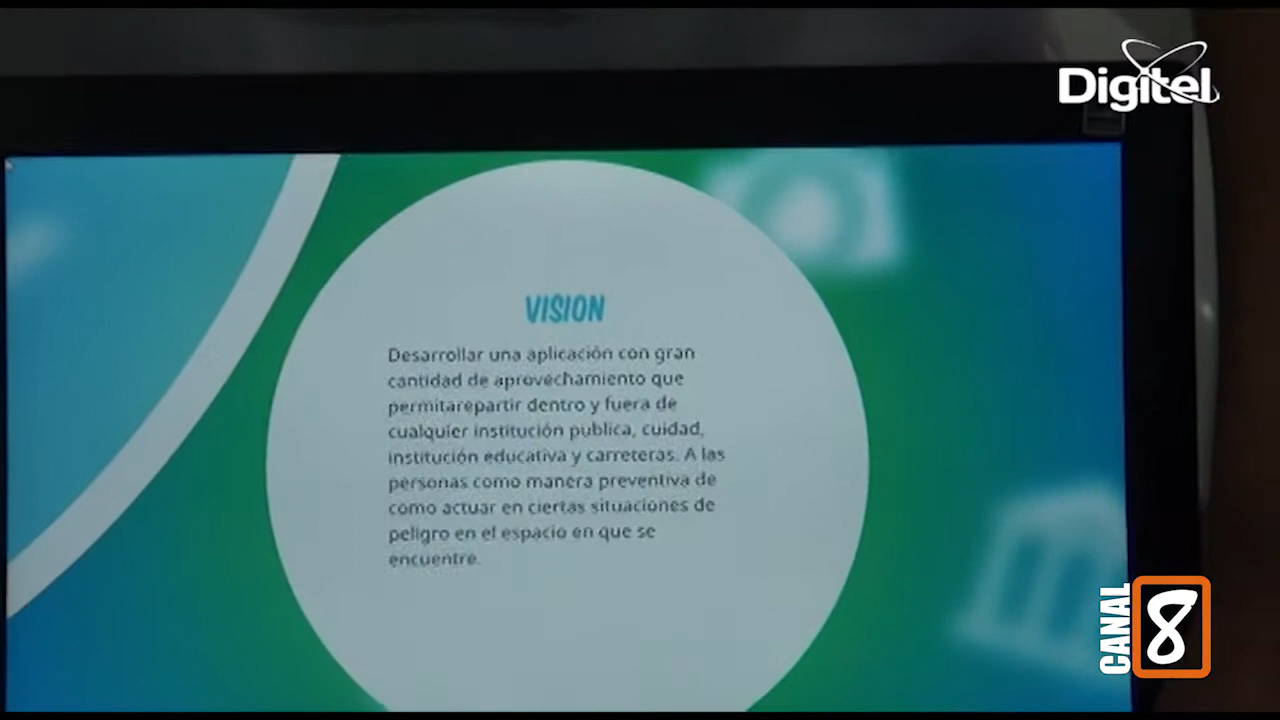 Digitel
VISION
Desarrollar una aplicación con gran
cantidad de aprovechamiento que
permitarepartir dentro y fuera de
cualquier institución publica, cuidad,
institución educativa y carreteras. A las
personas como manera preventiva de
como actuar en ciertas situaciones de
peligro en el espacio en que se
encuentre.
CANAL 8